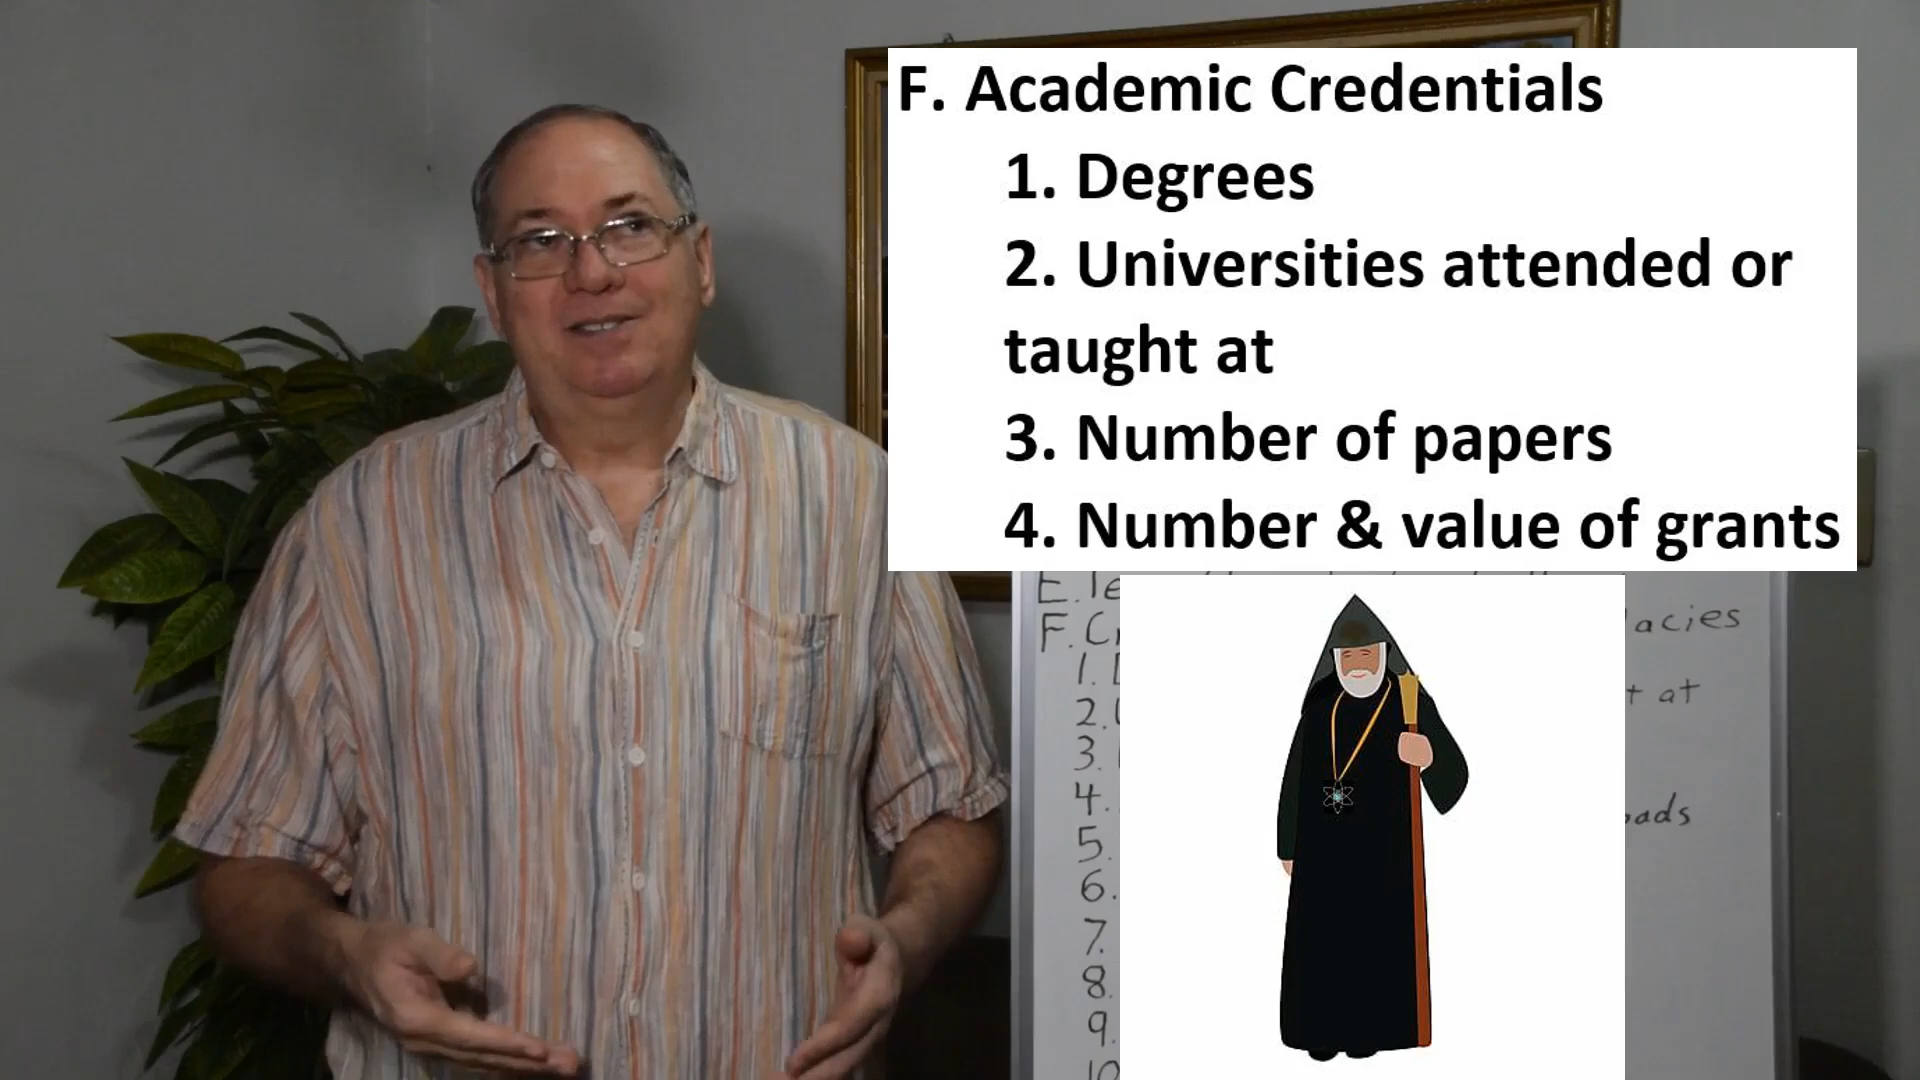 F. Academic Credentials
1. Degrees
2. Universities attended or
taught at
3. Number of papers
4. Number & value of grants
E.
F.
acies
1.
2.
at
3.
4.
5.
6.
7.
8.
9.
10